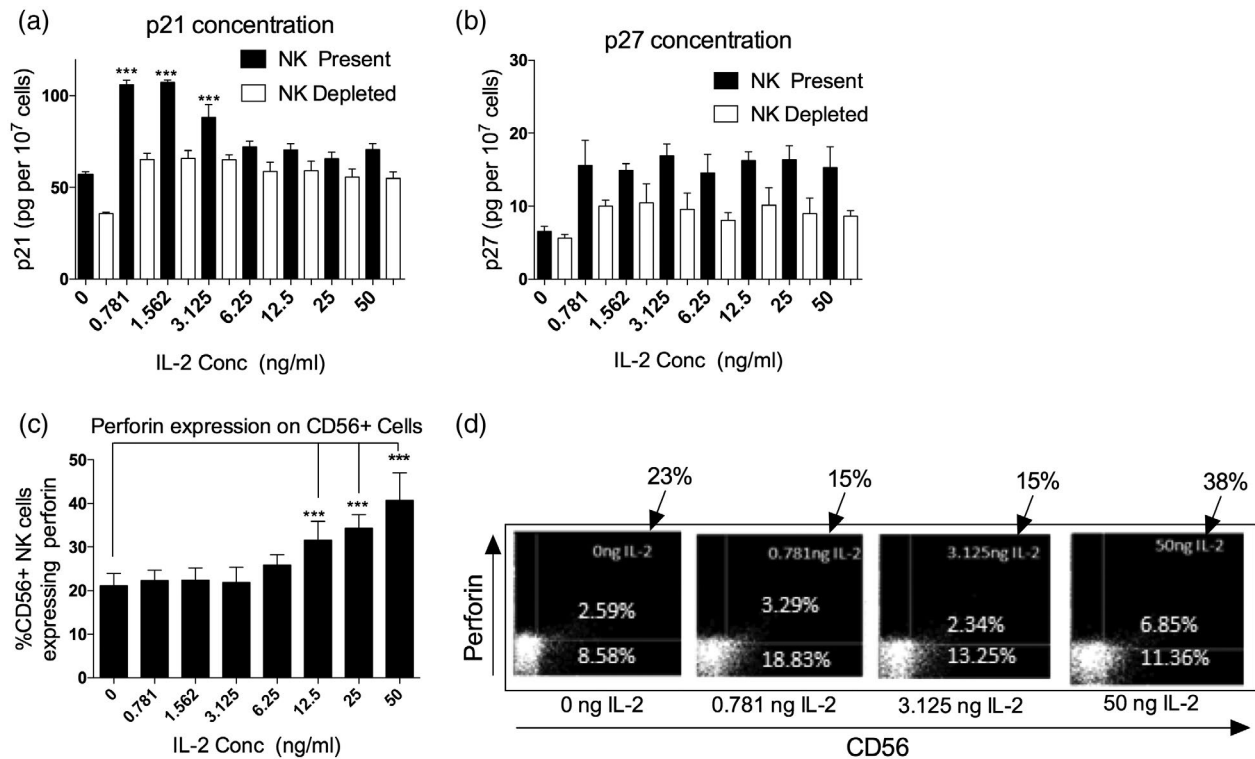 (a)
p21 concentration
NK Present
NK Depleted
*** *** ***
100
50
0
p21 (pg per 10⁷ cells)
0 0.781 1.562 3.125 6.25 12.5 25 50
IL-2 Conc (ng/ml)
(b)
p27 concentration
NK Present
NK Depleted
30
20
10
0
p27 (pg per 10⁷ cells)
0 0.781 1.562 3.125 6.25 12.5 25 50
IL-2 Conc (ng/ml)
(c)
Perforin expression on CD56+ Cells
*** *** ***
50
40
30
20
10
0
%CD56+ NK cells
expressing perforin
0 0.781 1.562 3.125 6.25 12.5 25 50
IL-2 Conc (ng/ml)
(d)
23% 15% 15% 38%
Perforin
0ng IL-2
2.59%
8.58%
0.781ng IL-2
3.29%
18.83%
3.125ng IL-2
2.34%
13.25%
50ng IL-2
6.85%
11.36%
0 ng IL-2 0.781 ng IL-2 3.125 ng IL-2 50 ng IL-2
CD56